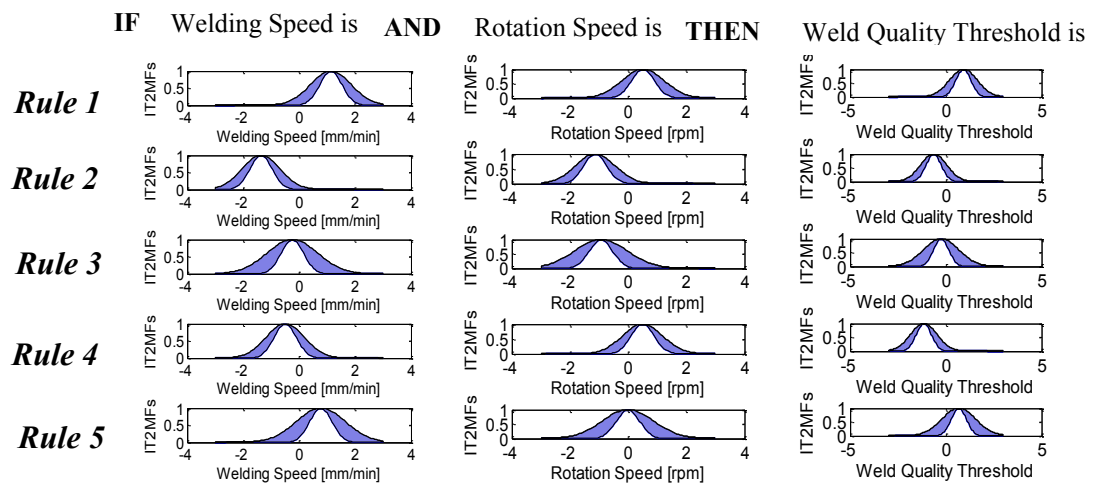 IF Welding Speed is AND Rotation Speed is THEN Weld Quality Threshold is
Rule 1
IT2MFs
1
0.5
0
-4 -2 0 2 4
Welding Speed [mm/min]
IT2MFs
1
0.5
0
-4 -2 0 2 4
Rotation Speed [rpm]
IT2MFs
1
0.5
0
-5 0 5
Weld Quality Threshold
Rule 2
IT2MFs
1
0.5
0
-4 -2 0 2 4
Welding Speed [mm/min]
IT2MFs
1
0.5
0
-4 -2 0 2 4
Rotation Speed [rpm]
IT2MFs
1
0.5
0
-5 0 5
Weld Quality Threshold
Rule 3
IT2MFs
1
0.5
0
-4 -2 0 2 4
Welding Speed [mm/min]
IT2MFs
1
0.5
0
-4 -2 0 2 4
Rotation Speed [rpm]
IT2MFs
1
0.5
0
-5 0 5
Weld Quality Threshold
Rule 4
IT2MFs
1
0.5
0
-4 -2 0 2 4
Welding Speed [mm/min]
IT2MFs
1
0.5
0
-4 -2 0 2 4
Rotation Speed [rpm]
IT2MFs
1
0.5
0
-5 0 5
Weld Quality Threshold
Rule 5
IT2MFs
1
0.5
0
-4 -2 0 2 4
Welding Speed [mm/min]
IT2MFs
1
0.5
0
-4 -2 0 2 4
Rotation Speed [rpm]
IT2MFs
1
0.5
0
-5 0 5
Weld Quality Threshold